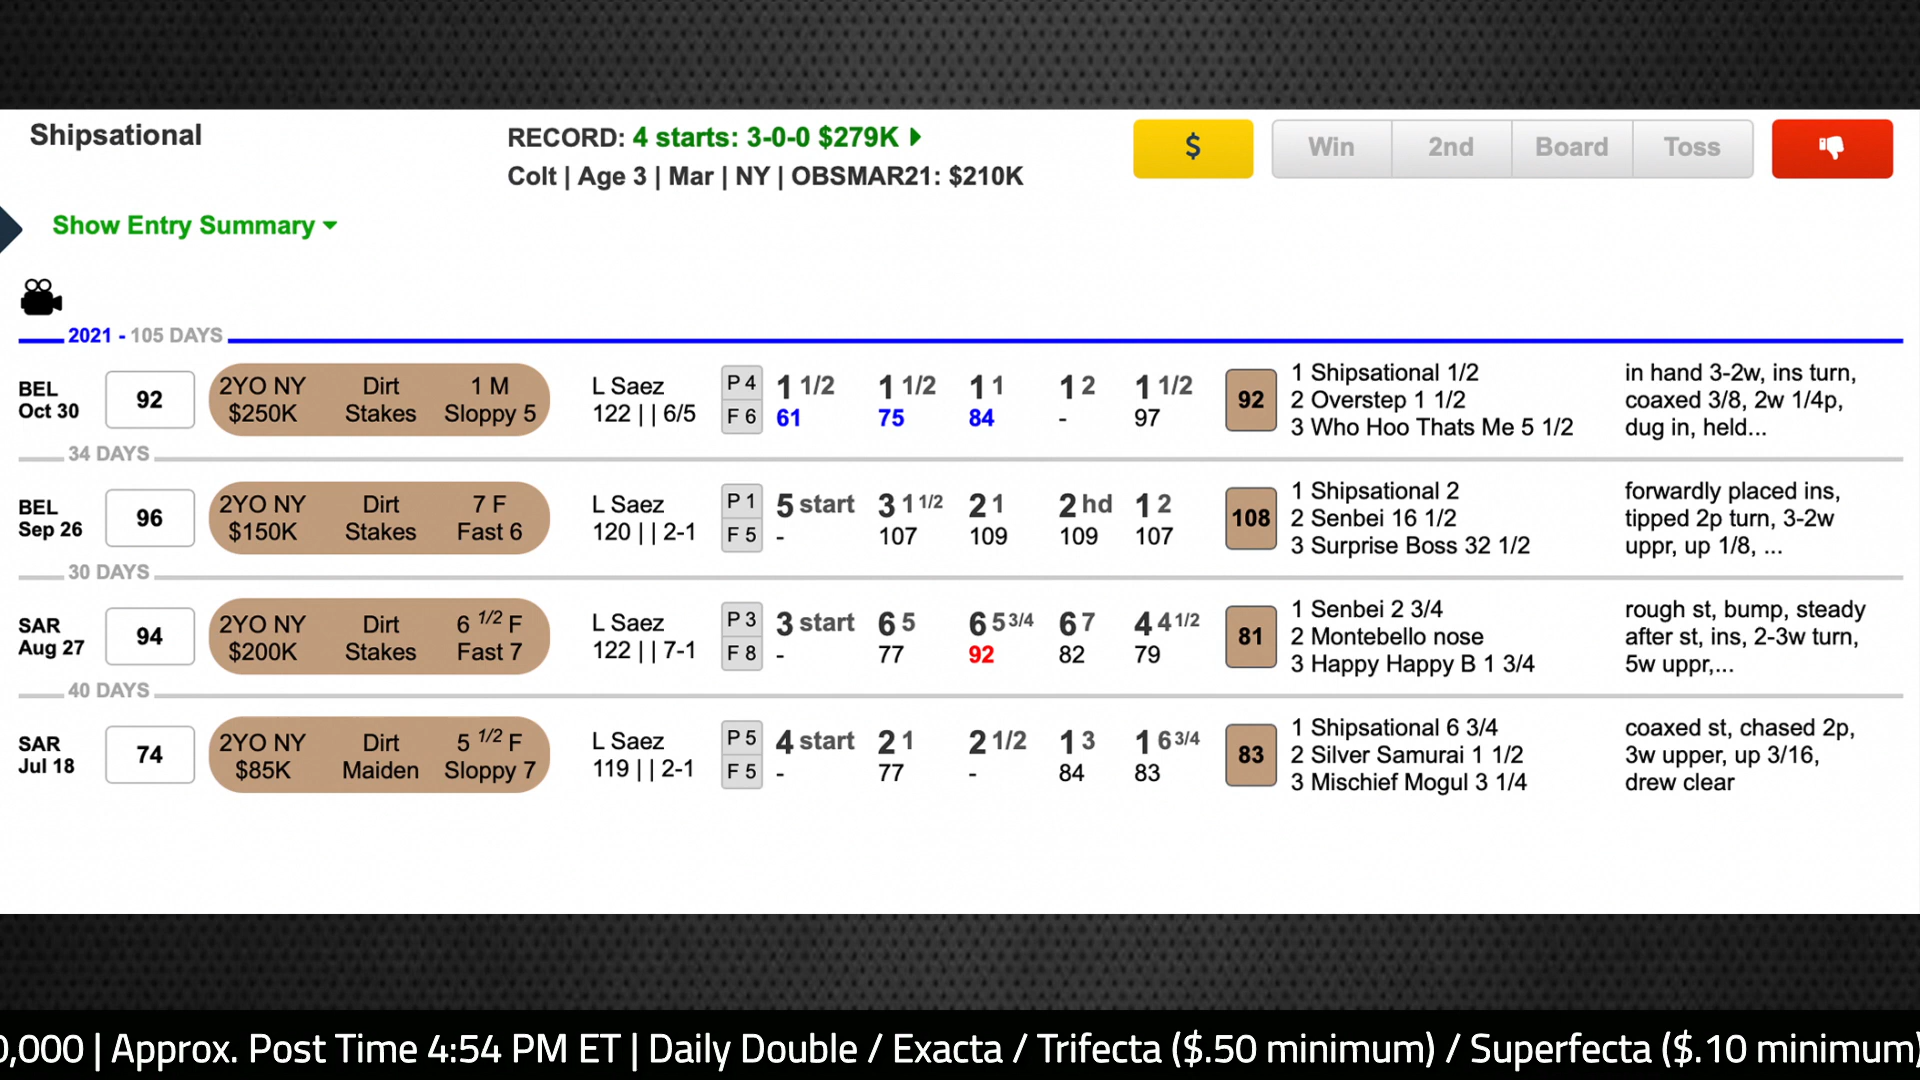 Shipsational
RECORD: 4 starts: 3-0-0 $279K
Colt | Age 3 | Mar | NY | OBSMAR21: $210K
$ Win 2nd Board Toss
Show Entry Summary
2021 - 105 DAYS
BEL
Oct 30
92
2YO NY Dirt 1 M
$250K Stakes Sloppy 5
L Saez
122 | | 6/5
P 4
F 6
1 1/2 1 1/2 1 1 1 2 1 1/2
61 75 84 - 97
92
1 Shipsational 1/2
2 Overstep 1 1/2
3 Who Hoo Thats Me 5 1/2
in hand 3-2w, ins turn,
coaxed 3/8, 2w 1/4p,
dug in, held...
34 DAYS
BEL
Sep 26
96
2YO NY Dirt 7 F
$150K Stakes Fast 6
L Saez
120 | | 2-1
P 1
F 5
5 start 3 1 1/2 2 1 2 hd 1 2
- 107 109 109 107
108
1 Shipsational 2
2 Senbei 16 1/2
3 Surprise Boss 32 1/2
forwardly placed ins,
tipped 2p turn, 3-2w
uppr, up 1/8, ...
30 DAYS
SAR
Aug 27
94
2YO NY Dirt 6 1/2 F
$200K Stakes Fast 7
L Saez
122 | | 7-1
P 3
F 8
3 start 6 5 6 5 3/4 6 7 4 4 1/2
- 77 92 82 79
81
1 Senbei 2 3/4
2 Montebello nose
3 Happy Happy B 1 3/4
rough st, bump, steady
after st, ins, 2-3w turn,
5w uppr,...
40 DAYS
SAR
Jul 18
74
2YO NY Dirt 5 1/2 F
$85K Maiden Sloppy 7
L Saez
119 | | 2-1
P 5
F 5
4 start 2 1 2 1/2 1 3 1 6 3/4
- 77 - 84 83
83
1 Shipsational 6 3/4
2 Silver Samurai 1 1/2
3 Mischief Mogul 3 1/4
coaxed st, chased 2p,
3w upper, up 3/16,
drew clear
0,000 | Approx. Post Time 4:54 PM ET | Daily Double / Exacta / Trifecta ($.50 minimum) / Superfecta ($.10 minimum)